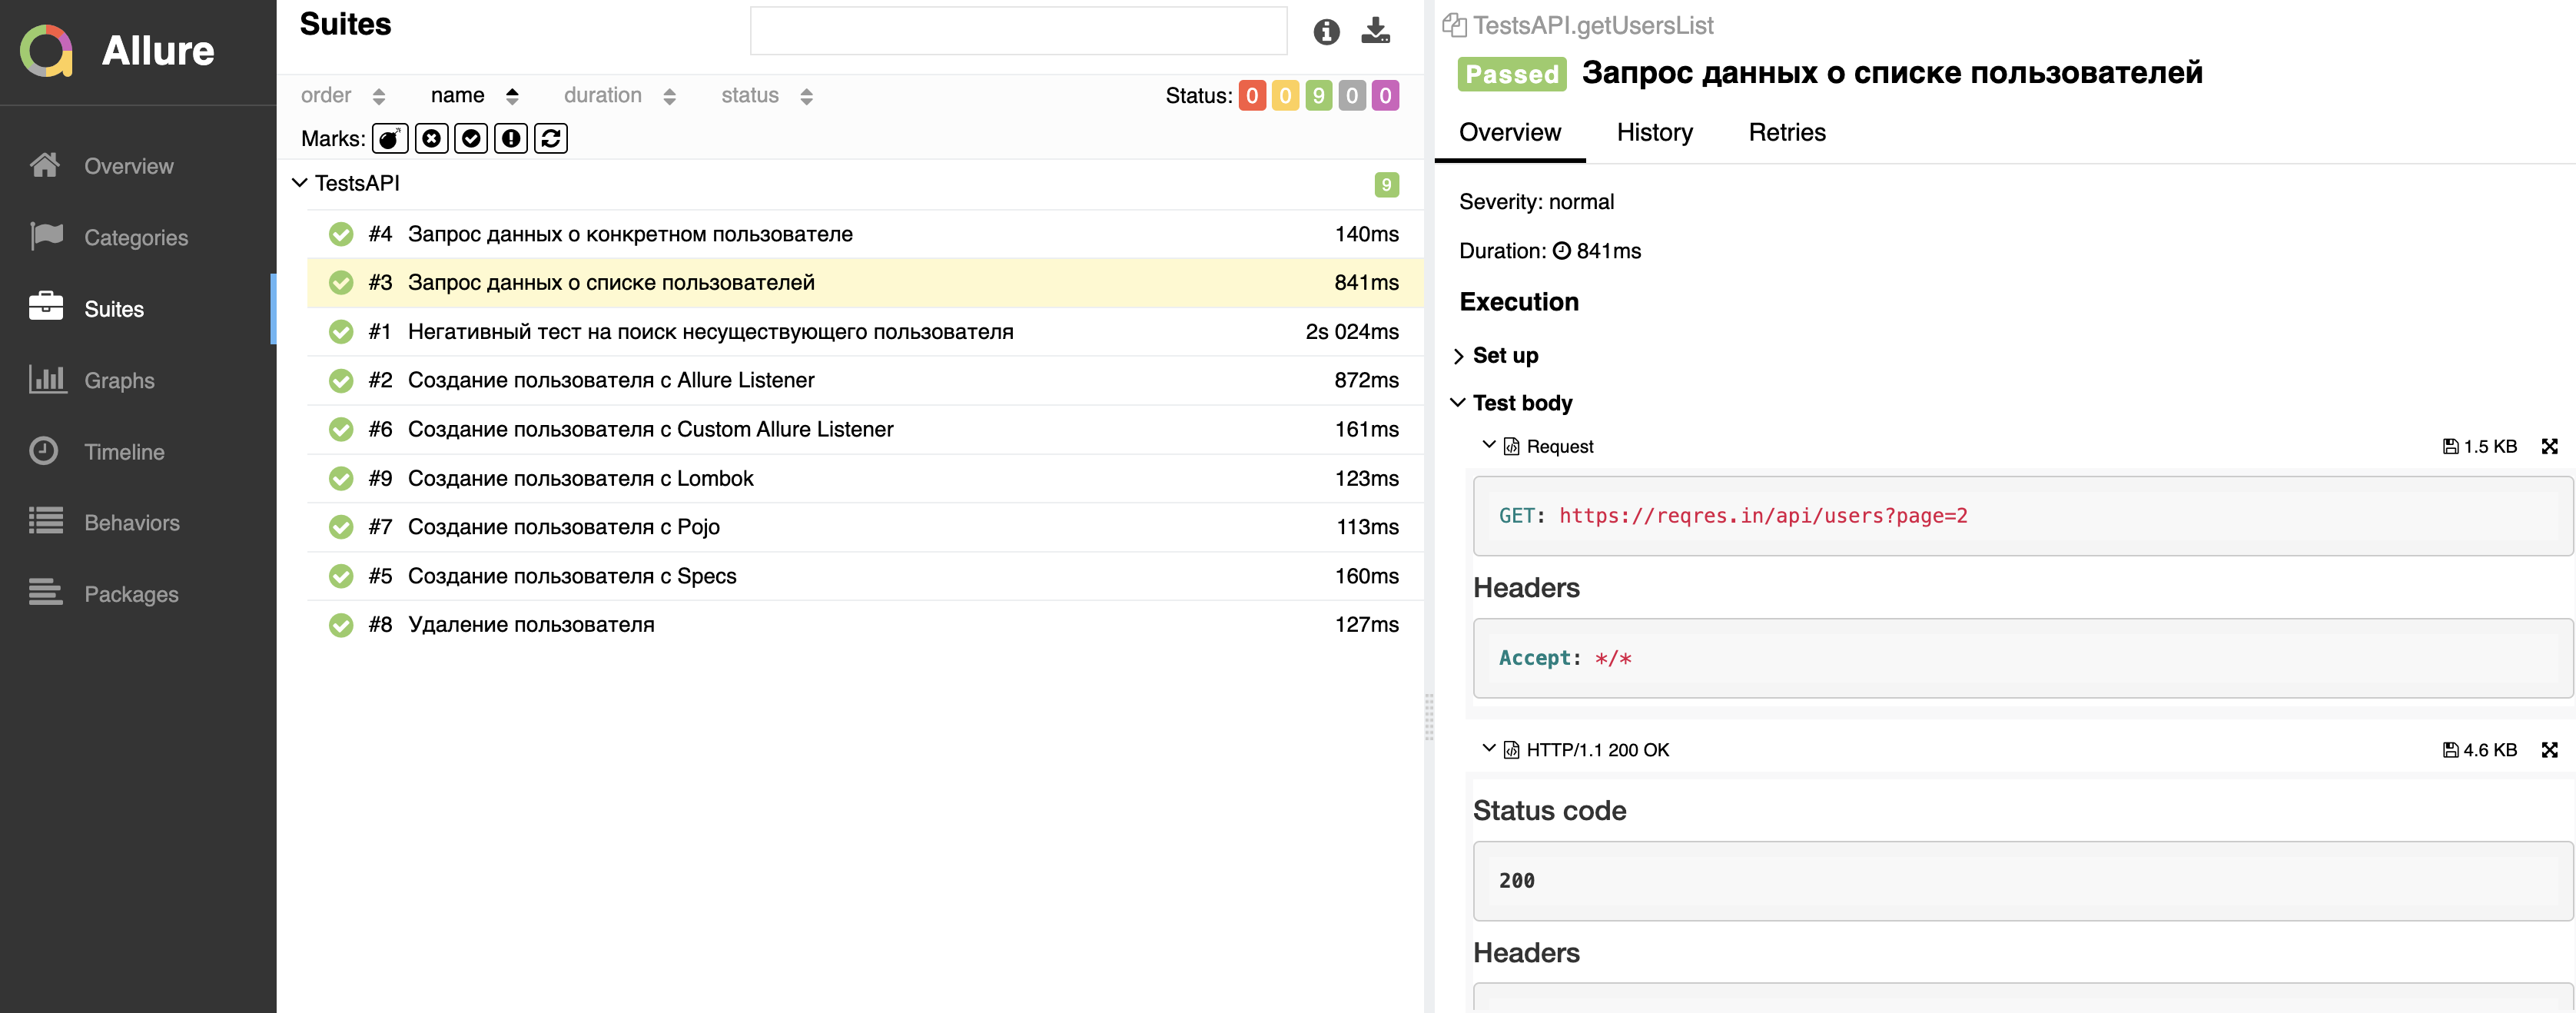 Allure
Overview
Categories
Suites
Graphs
Timeline
Behaviors
Packages
Suites
order name duration status Status: 0 0 9 0 0
Marks:
TestsAPI 9
#4 Запрос данных о конкретном пользователе 140ms
#3 Запрос данных о списке пользователей 841ms
#1 Негативный тест на поиск несуществующего пользователя 2s 024ms
#2 Создание пользователя с Allure Listener 872ms
#6 Создание пользователя с Custom Allure Listener 161ms
#9 Создание пользователя с Lombok 123ms
#7 Создание пользователя с Pojo 113ms
#5 Создание пользователя с Specs 160ms
#8 Удаление пользователя 127ms
TestsAPI.getUsersList
Passed Запрос данных о списке пользователей
Overview History Retries
Severity: normal
Duration: 841ms
Execution
Set up
Test body
Request 1.5 KB
GET: https://reqres.in/api/users?page=2
Headers
Accept: */*
HTTP/1.1 200 OK 4.6 KB
Status code
200
Headers